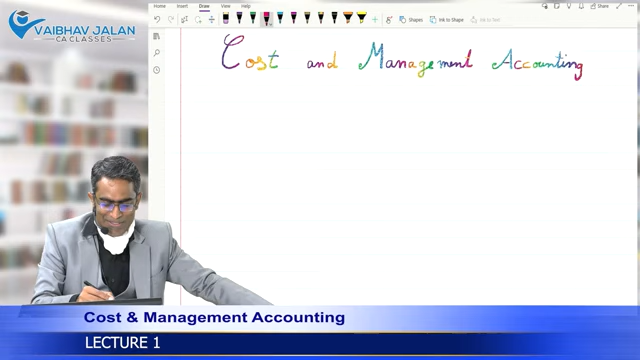 VAIBHAV JALAN
CA CLASSES
Home Insert Draw View Help
Shapes Ink to Shape Ink to Text
Cost and Management Accounting
Cost & Management Accounting
LECTURE 1